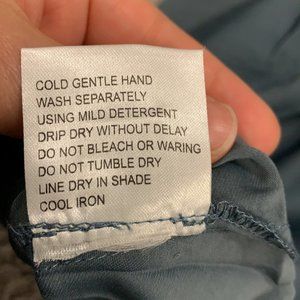 COLD GENTLE HAND
WASH SEPARATELY
USING MILD DETERGENT
DRIP DRY WITHOUT DELAY
DO NOT BLEACH OR WARING
DO NOT TUMBLE DRY
LINE DRY IN SHADE
COOL IRON